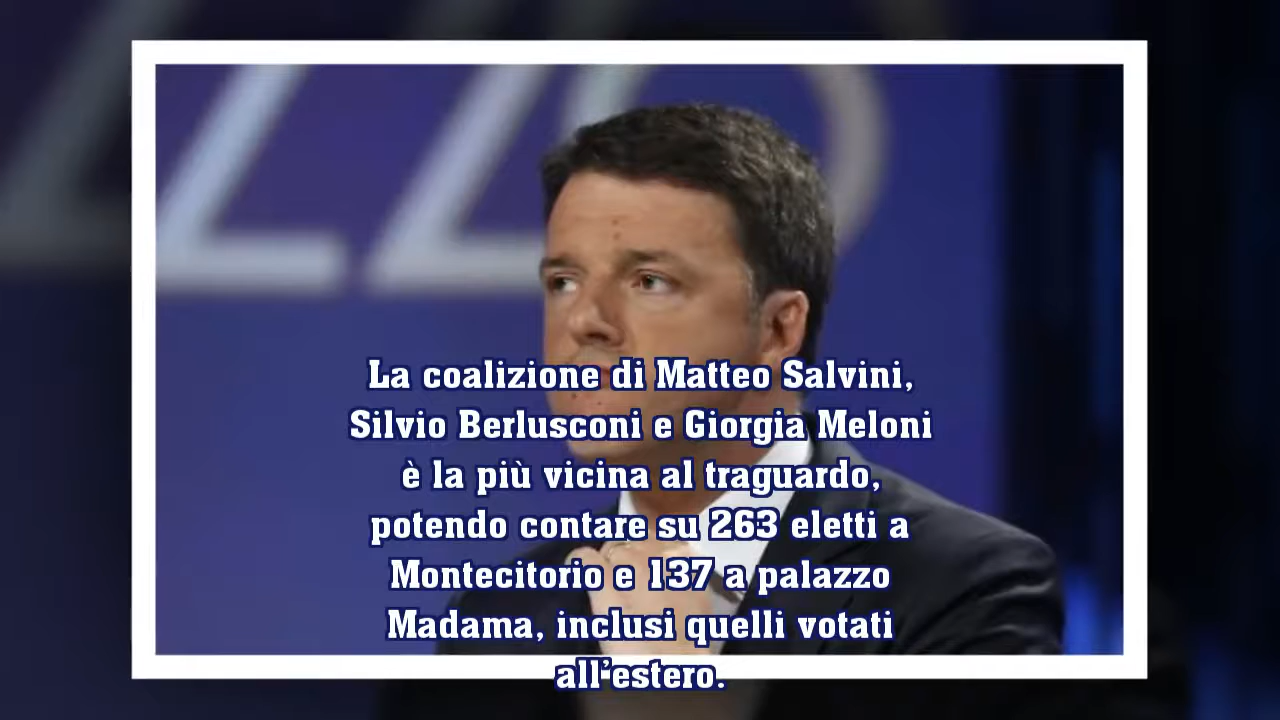 ZZO
La coalizione di Matteo Salvini,
Silvio Berlusconi e Giorgia Meloni
è la più vicina al traguardo,
potendo contare su 263 eletti a
Montecitorio e 137 a palazzo
Madama, inclusi quelli votati
all'estero.